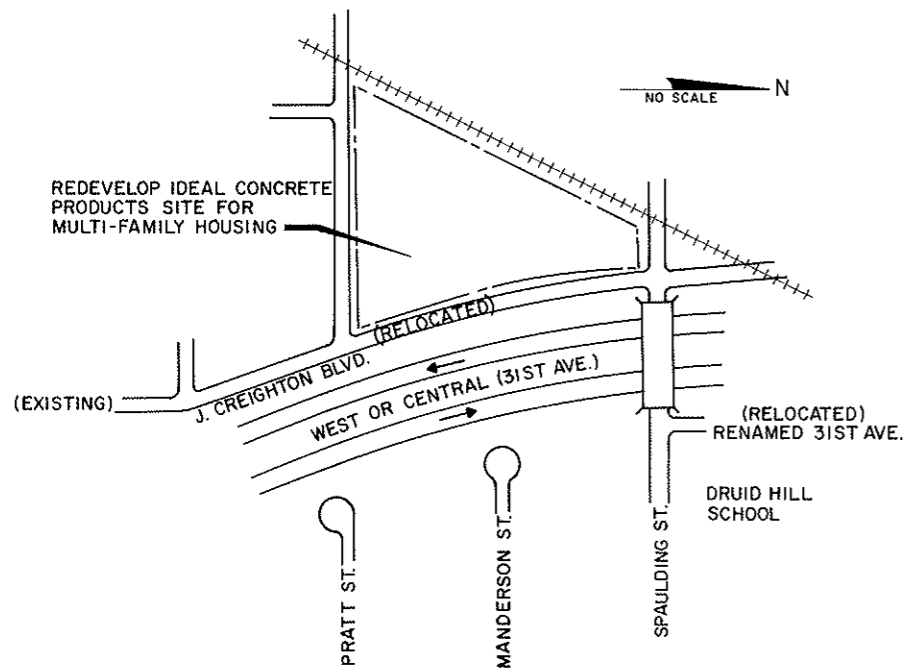 N
NO SCALE
REDEVELOP IDEAL CONCRETE
PRODUCTS SITE FOR
MULTI-FAMILY HOUSING
(EXISTING)
J. CREIGHTON BLVD. (RELOCATED)
WEST OR CENTRAL (31ST AVE.)
(RELOCATED)
RENAMED 31ST AVE.
DRUID HILL
SCHOOL
PRATT ST.
MANDERSON ST.
SPAULDING ST.